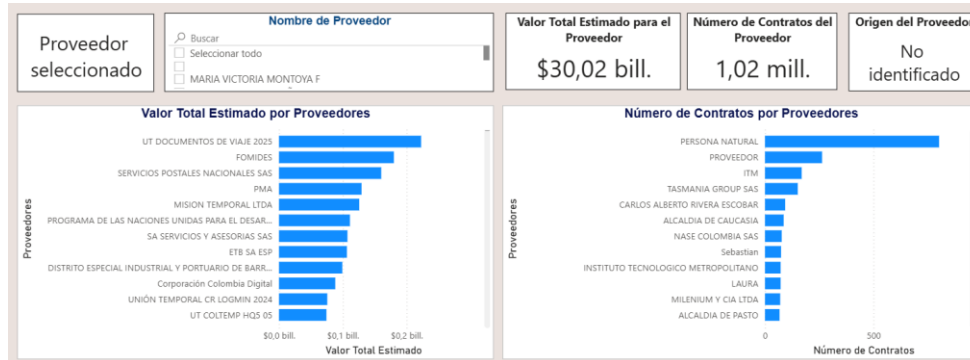 Proveedor
seleccionado
Nombre de Proveedor
Buscar
Seleccionar todo
MARIA VICTORIA MONTOYA F
Valor Total Estimado para el
Proveedor
$30,02 bill.
Número de Contratos del
Proveedor
1,02 mill.
Origen del Proveedor
No
identificado
Valor Total Estimado por Proveedores
Proveedores
UT DOCUMENTOS DE VIAJE 2025
FOMIDES
SERVICIOS POSTALES NACIONALES SAS
PMA
MISION TEMPORAL LTDA
PROGRAMA DE LAS NACIONES UNIDAS PARA EL DESAR...
SA SERVICIOS Y ASESORIAS SAS
ETB SA ESP
DISTRITO ESPECIAL INDUSTRIAL Y PORTUARIO DE BARR...
Corporación Colombia Digital
UNIÓN TEMPORAL CR LOGMIN 2024
UT COLTEMP HQ5 05
$0,0 bill. $0,1 bill. $0,2 bill.
Valor Total Estimado
Número de Contratos por Proveedores
Proveedores
PERSONA NATURAL
PROVEEDOR
ITM
TASMANIA GROUP SAS
CARLOS ALBERTO RIVERA ESCOBAR
ALCALDIA DE CAUCASIA
NASE COLOMBIA SAS
Sebastian
INSTITUTO TECNOLOGICO METROPOLITANO
LAURA
MILENIUM Y CIA LTDA
ALCALDIA DE PASTO
0 500
Número de Contratos